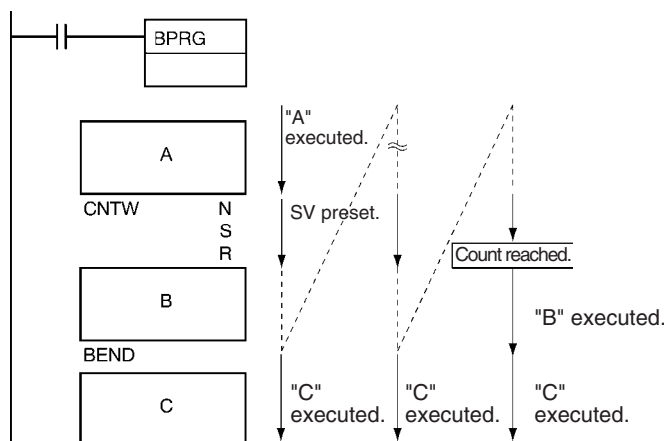 BPRG
A
"A"
executed.
CNTW N
S
R
SV preset.
Count reached.
B
"B" executed.
BEND
C
"C"
executed.
"C"
executed.
"C"
executed.